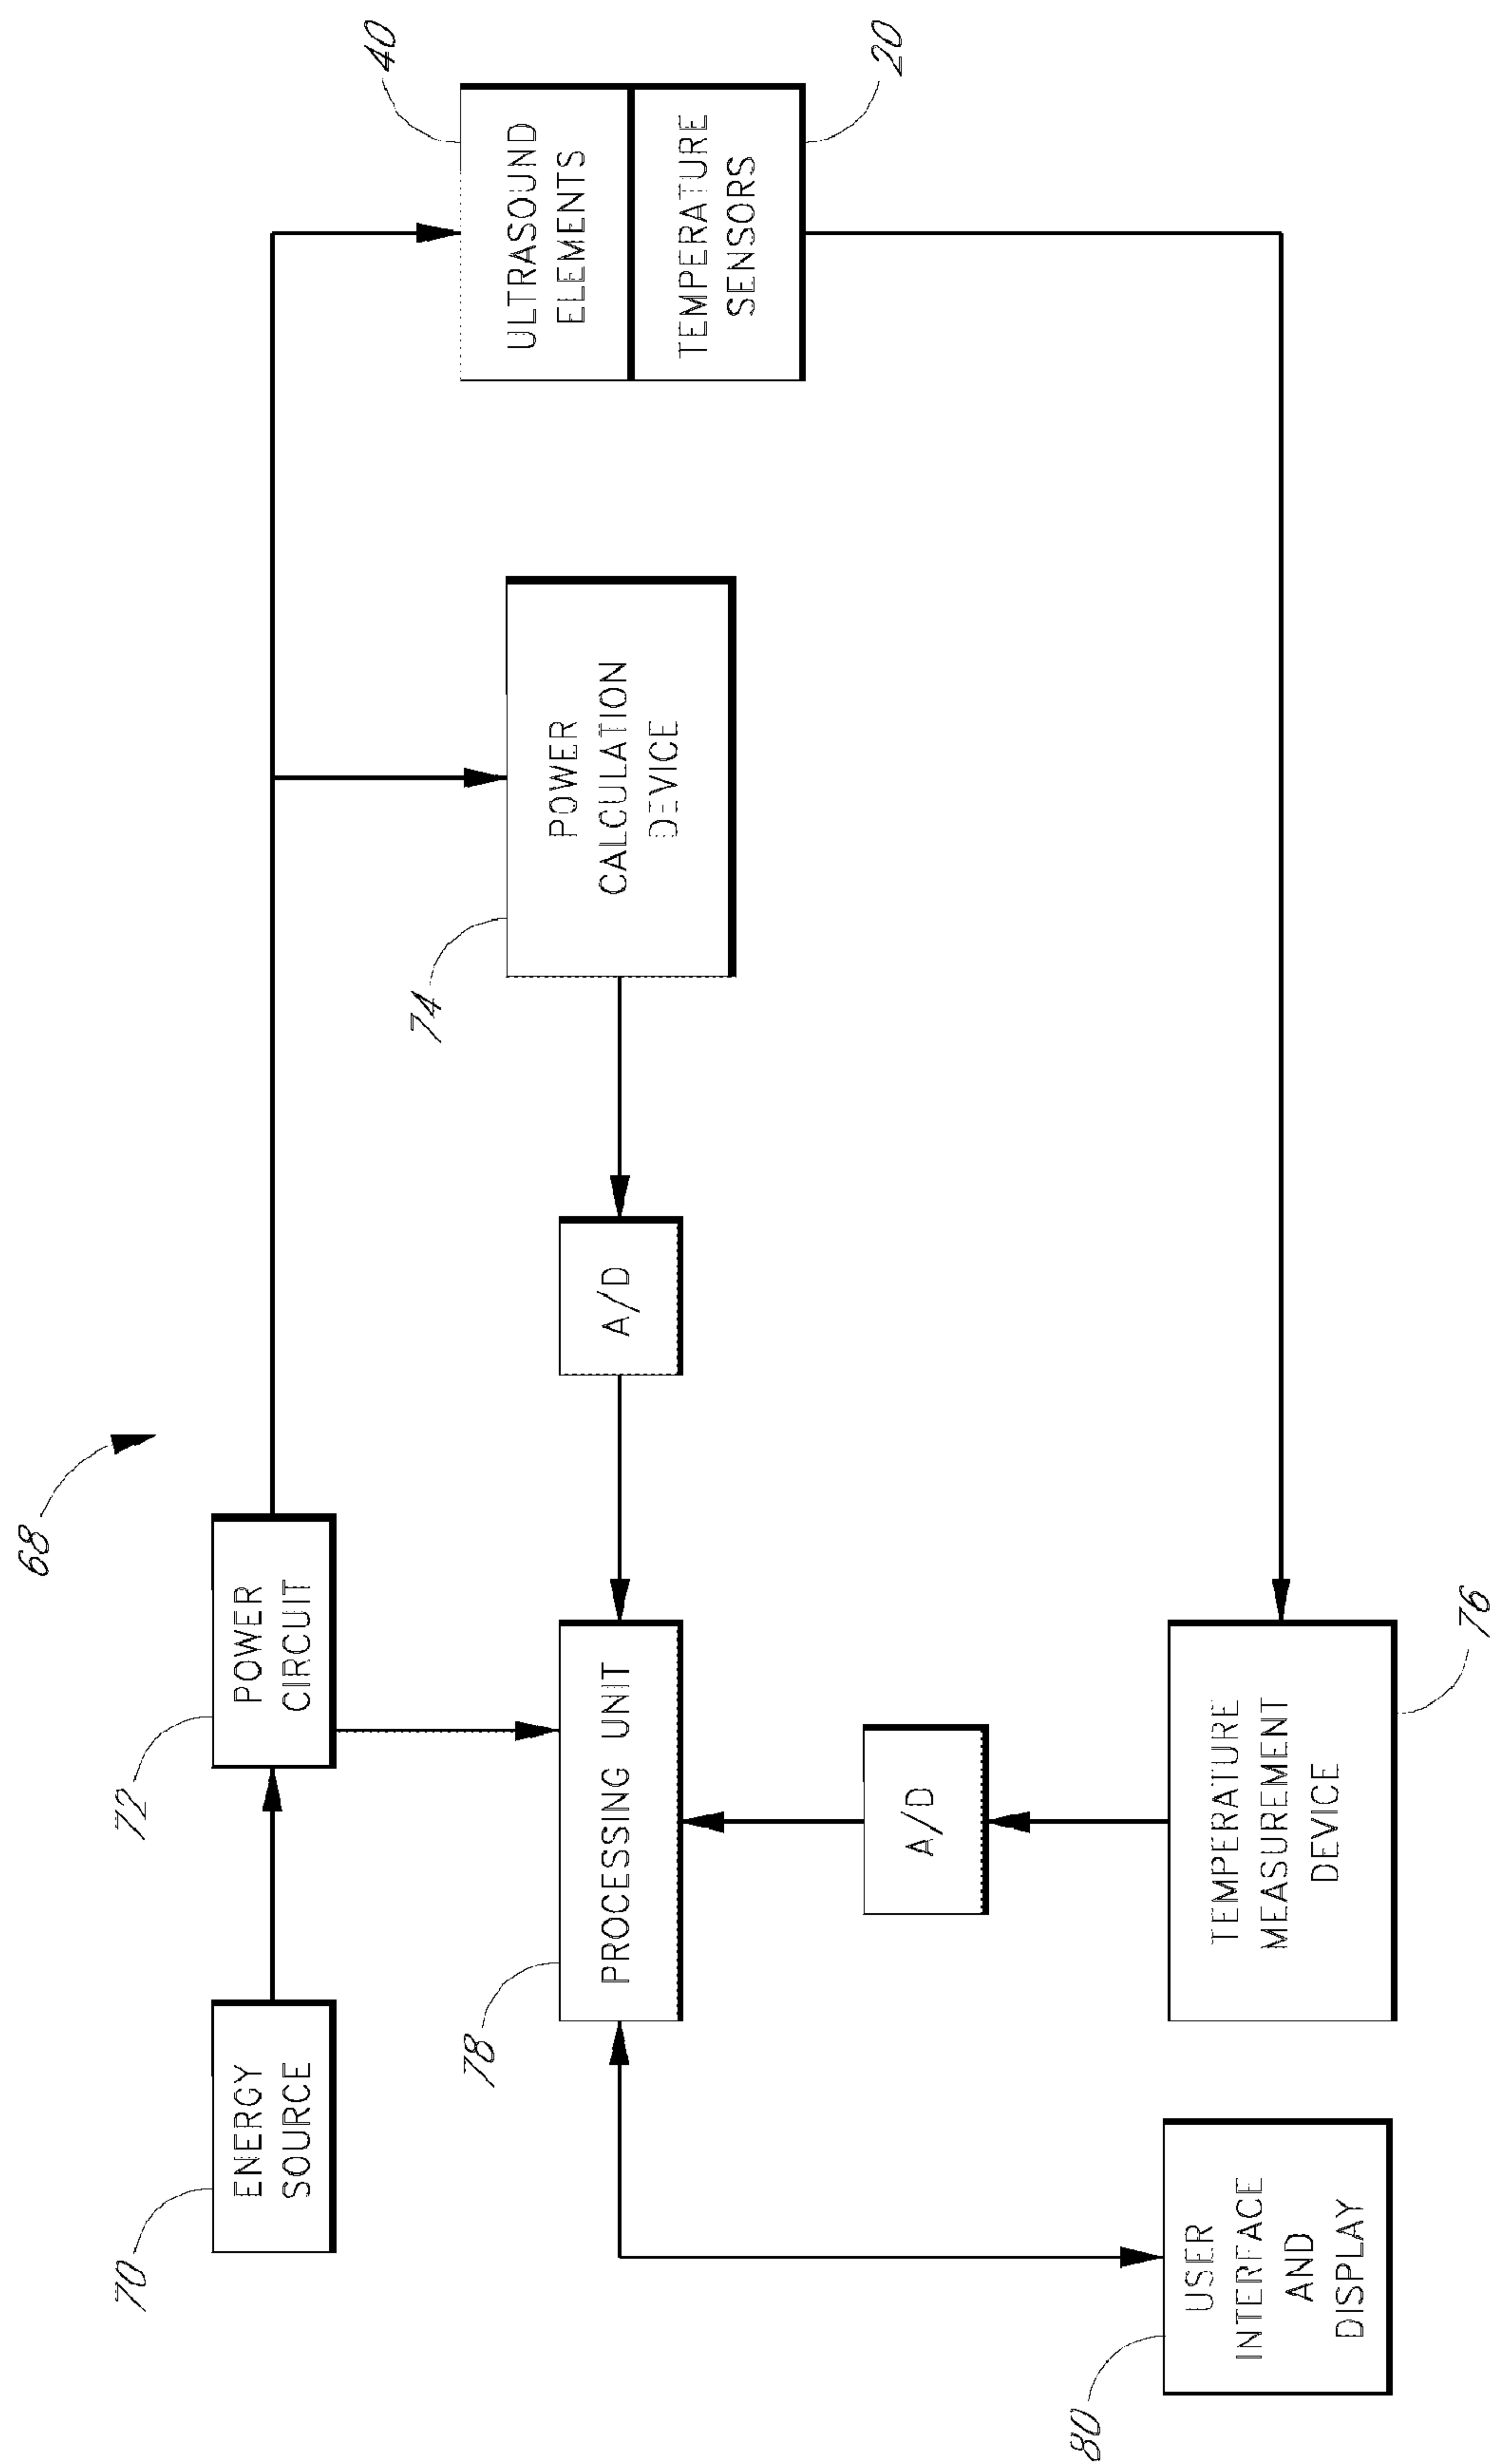 68
70
72
ENERGY
SOURCE
POWER
CIRCUIT
40
74
78
ULTRASOUND
ELEMENTS
POWER
CALCULATION
DEVICE
PROCESSING UNIT
A/D
TEMPERATURE
SENSORS
20
A/D
80
USER
INTERFACE
AND
DISPLAY
TEMPERATURE
MEASUREMENT
DEVICE
76